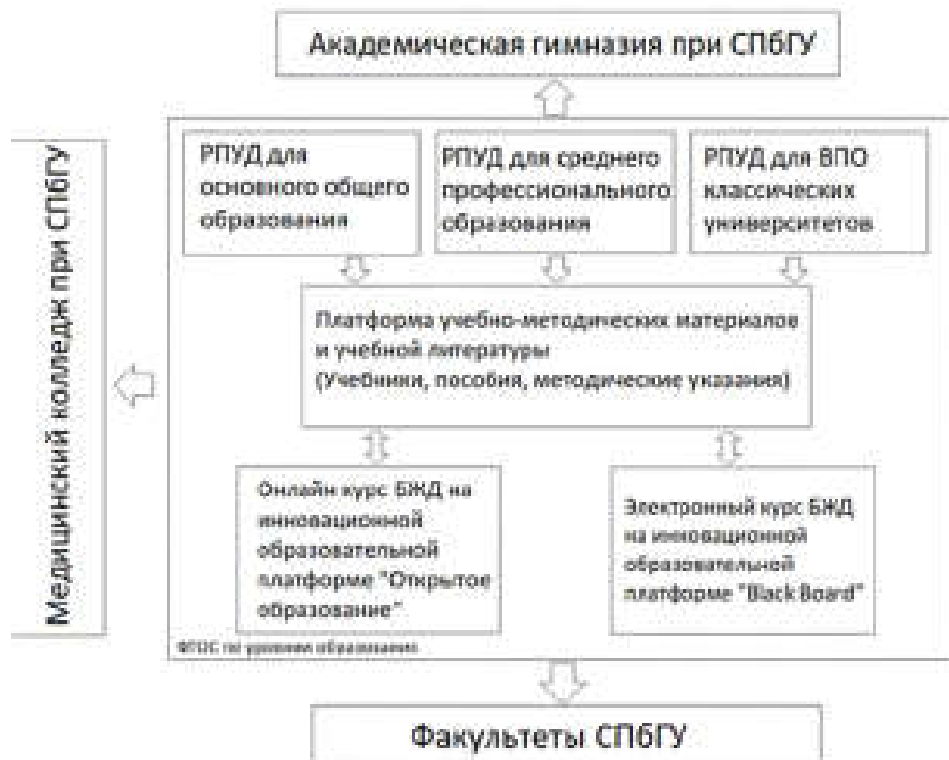 Академическая гимназия при СПбГУ
Медицинский колледж при СПбГУ
РПУД для
основного общего
образования
РПУД для среднего
профессионального
образования
РПУД для ВПО
классических
университетов
Платформа учебно-методических материалов
и учебной литературы
(Учебники, пособия, методические указания)
Онлайн курс БЖД на
инновационной
образовательной
платформе "Открытое
образование"
Электронный курс БЖД
на инновационной
образовательной
платформе "Black Board"
ФГОС по уровням образования
Факультеты СПбГУ